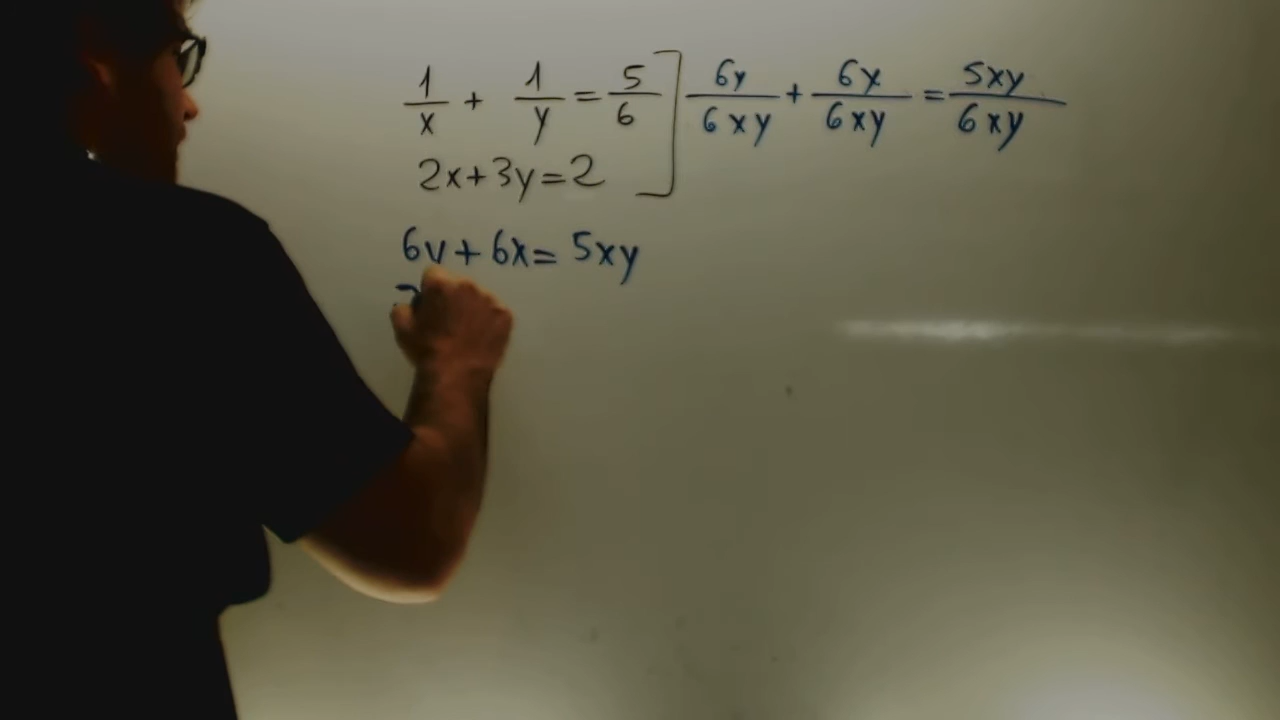 1/x + 1/y = 5/6 ] 6y/6xy + 6x/6xy = 5xy/6xy
2x+3y=2
6y + 6x = 5xy